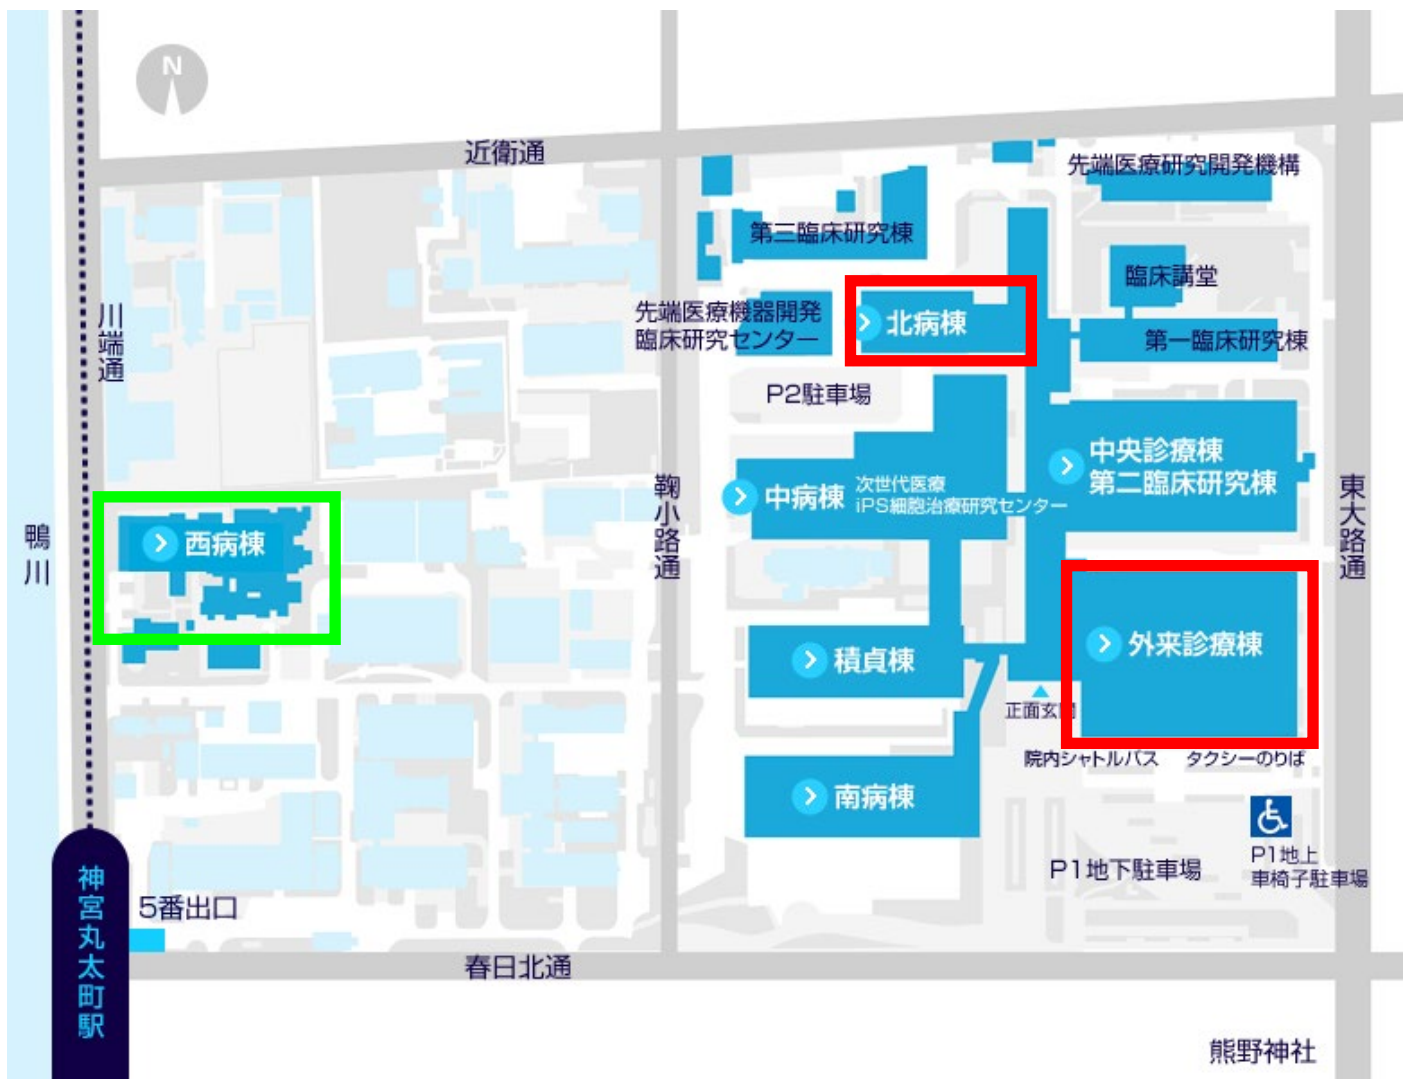 N
近衛通
先端医療研究開発機構
第三臨床研究棟
臨床講堂
川端通
先端医療機器開発
臨床研究センター
北病棟
第一臨床研究棟
P2駐車場
中央診療棟
第二臨床研究棟
鞠小路通
中病棟
次世代医療
iPS細胞治療研究センター
東大路通
鴨川
西病棟
外来診療棟
積貞棟
正面玄関
院内シャトルバス
タクシーのりば
南病棟
P1地下駐車場
P1地上
車椅子駐車場
神宮丸太町駅
5番出口
春日北通
熊野神社